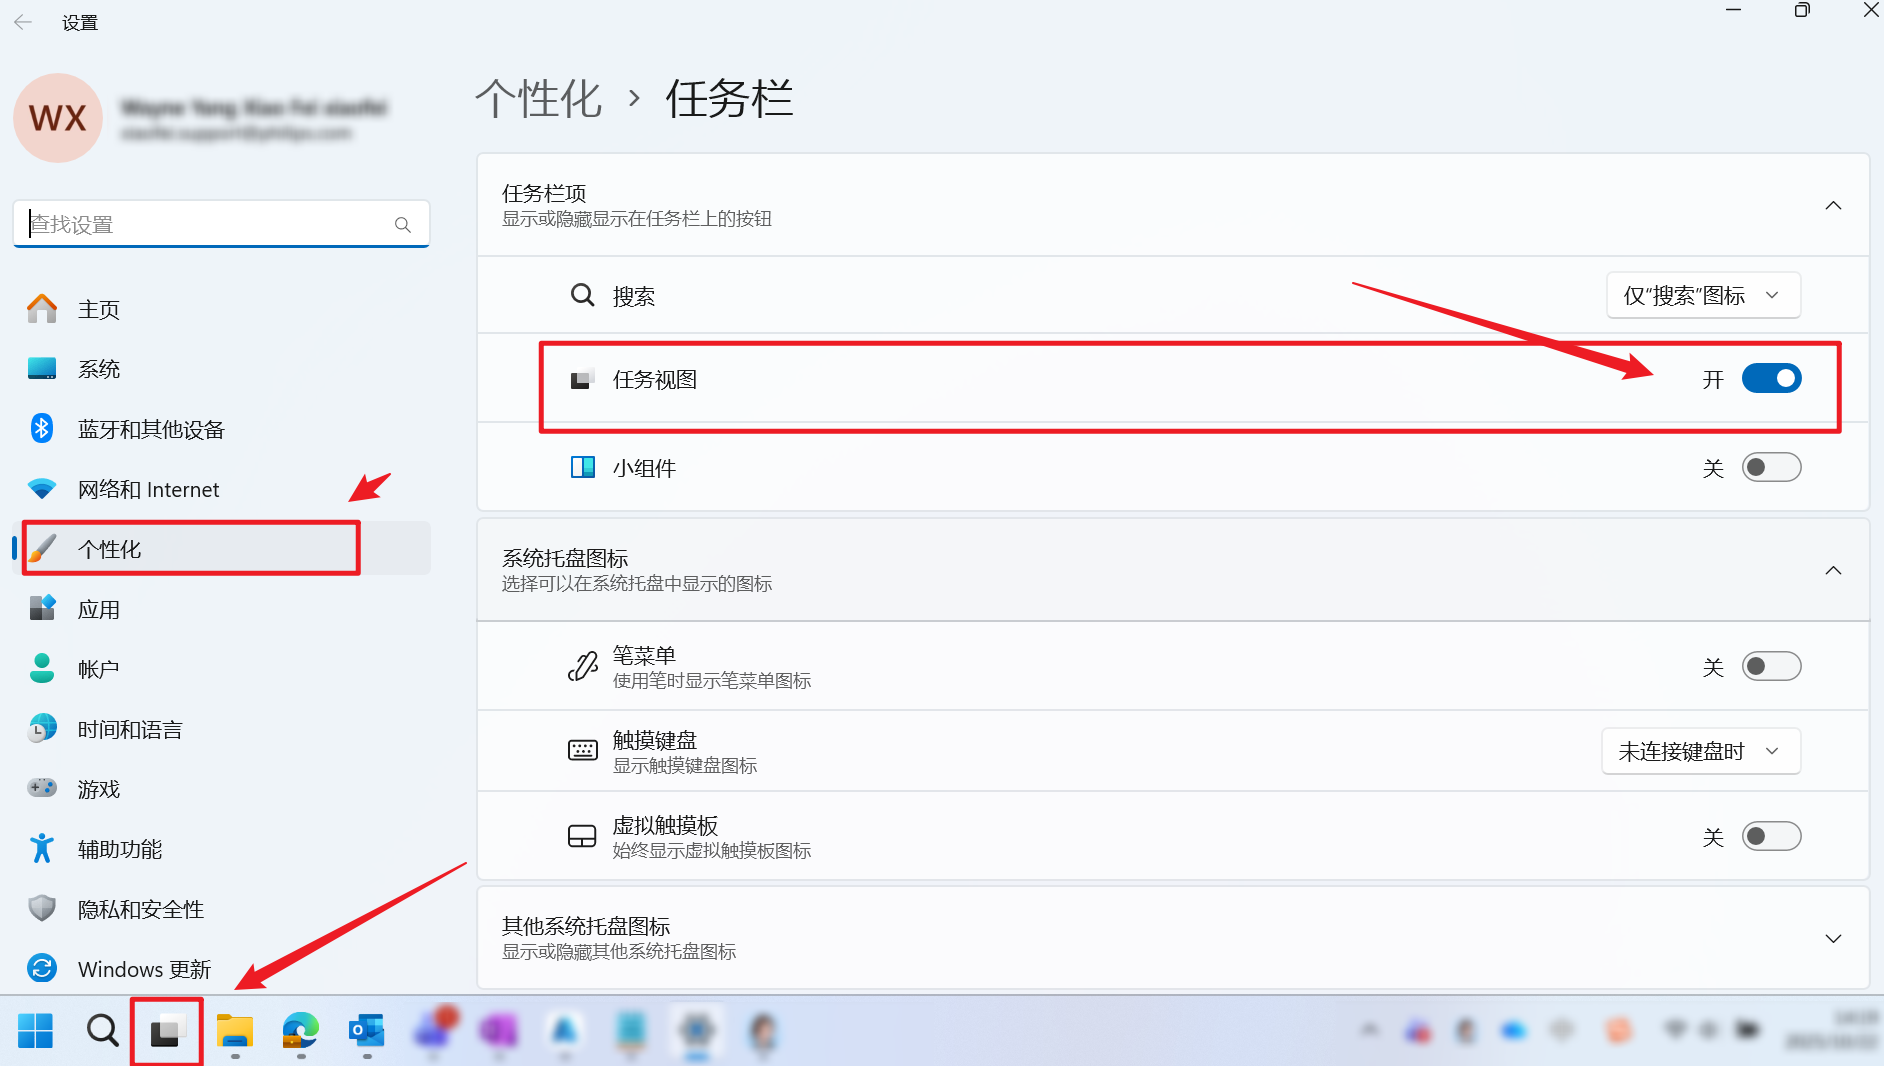 设置
WX
查找设置
主页
系统
蓝牙和其他设备
网络和 Internet
个性化
应用
帐户
时间和语言
游戏
辅助功能
隐私和安全性
Windows 更新
个性化 › 任务栏
任务栏项
显示或隐藏显示在任务栏上的按钮
搜索
仅“搜索”图标
任务视图
开
小组件
关
系统托盘图标
选择可以在系统托盘中显示的图标
笔菜单
使用笔时显示笔菜单图标
关
触摸键盘
显示触摸键盘图标
未连接键盘时
虚拟触摸板
始终显示虚拟触摸板图标
关
其他系统托盘图标
显示或隐藏其他系统托盘图标